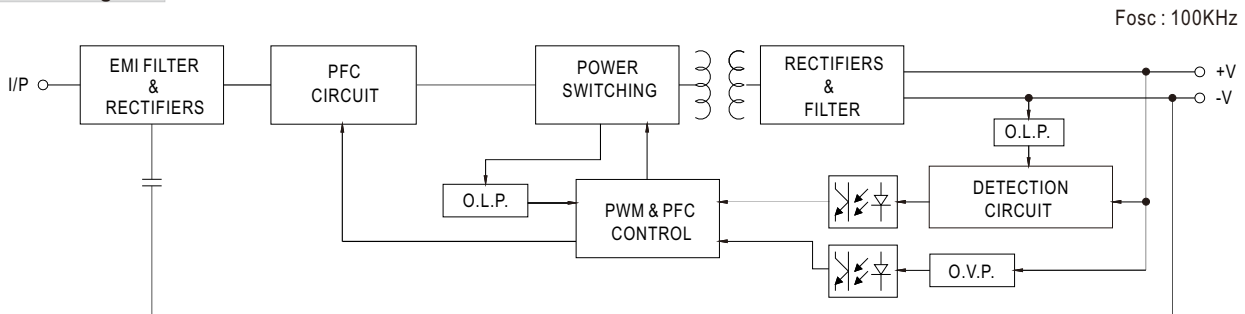 Fosc : 100KHz
I/P
EMI FILTER
&
RECTIFIERS
PFC
CIRCUIT
POWER
SWITCHING
RECTIFIERS
&
FILTER
+V
-V
O.L.P.
O.L.P.
PWM & PFC
CONTROL
DETECTION
CIRCUIT
O.V.P.